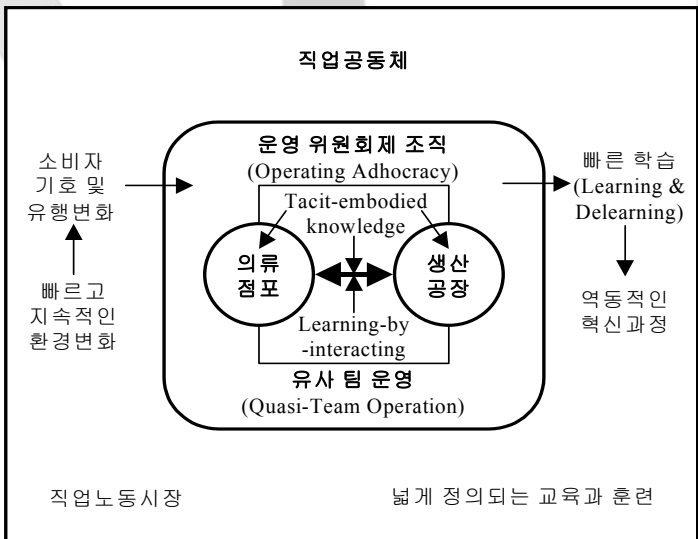 직업공동체
소비자
기호 및
유행변화
빠르고
지속적인
환경변화
운영 위원회제 조직
(Operating Adhocracy)
Tacit-embodied
knowledge
의류
점포
생산
공장
Learning-by
-interacting
유사 팀 운영
(Quasi-Team Operation)
빠른 학습
(Learning &
Delearning)
역동적인
혁신과정
직업노동시장
넓게 정의되는 교육과 훈련